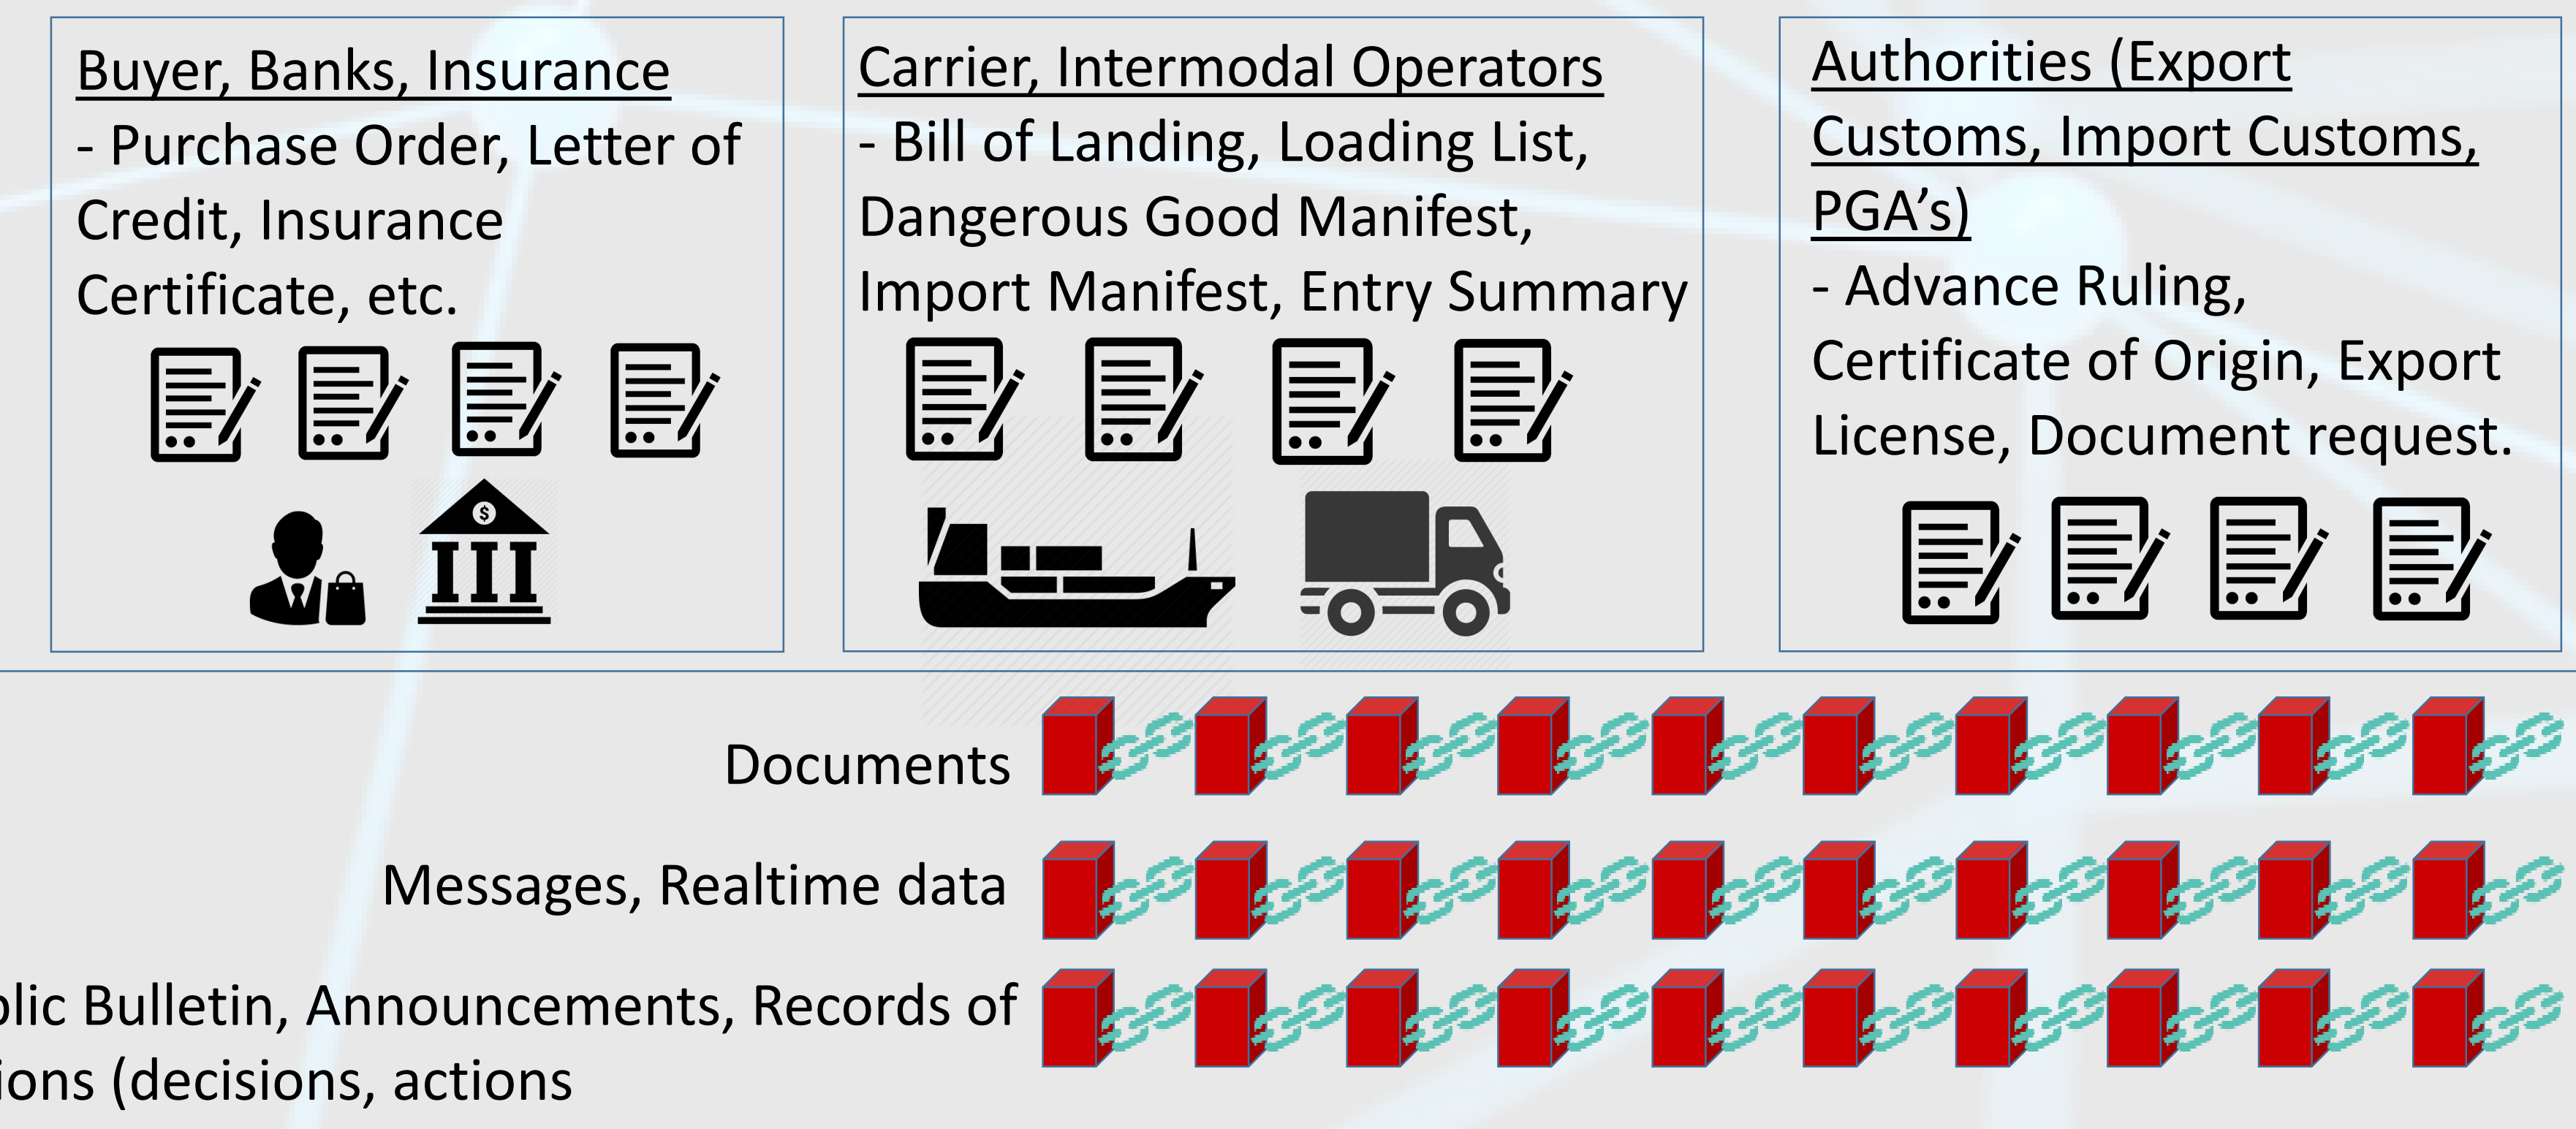 Buyer, Banks, Insurance
- Purchase Order, Letter of
Credit, Insurance
Certificate, etc.
$
Carrier, Intermodal Operators
- Bill of Landing, Loading List,
Dangerous Good Manifest,
Import Manifest, Entry Summary
Authorities (Export
Customs, Import Customs,
PGA’s)
- Advance Ruling,
Certificate of Origin, Export
License, Document request.
Documents
Messages, Realtime data
Bulletin, Announcements, Records of
(decisions, actions